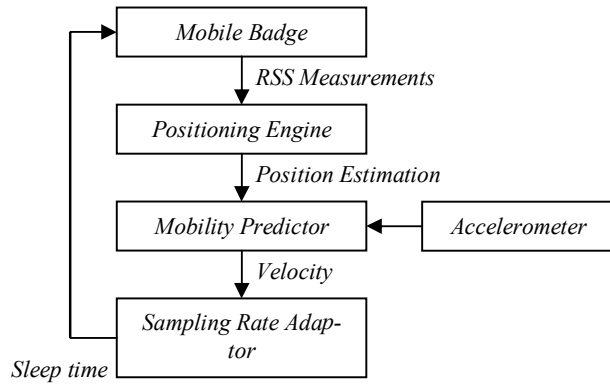 Mobile Badge
RSS Measurements
Positioning Engine
Position Estimation
Mobility Predictor
Accelerometer
Velocity
Sampling Rate Adap-
tor
Sleep time